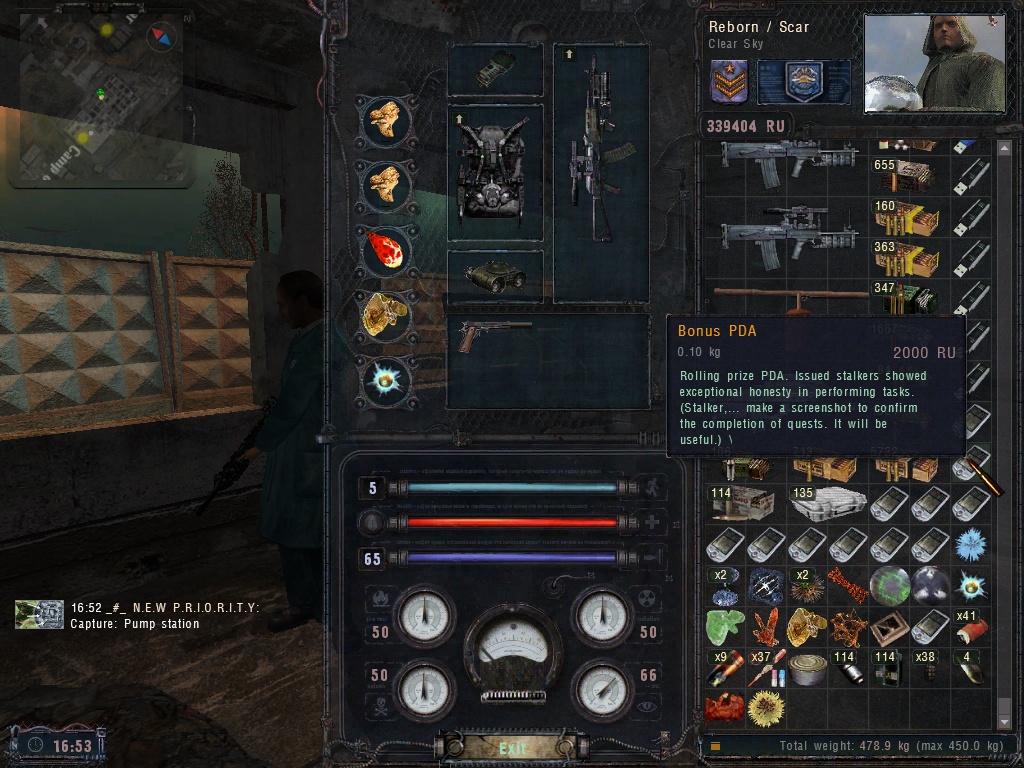 Camp
N
Reborn / Scar
Clear Sky
339404 RU
655
160
363
347
Bonus PDA
0.10 kg
2000 RU
Rolling prize PDA. Issued stalkers showed
exceptional honesty in performing tasks.
(Stalker,... make a screenshot to confirm
the completion of quests. It will be
useful.) \
5
65
114
135
x2
x2
x41
x9
x37
114
114
x38
4
16:52 _#_ N.E.W P.R.I.O.R.I.T.Y:
Capture: Pump station
50
50
50
66
16:53
Exit
Total weight: 478.9 kg (max 450.0 kg)